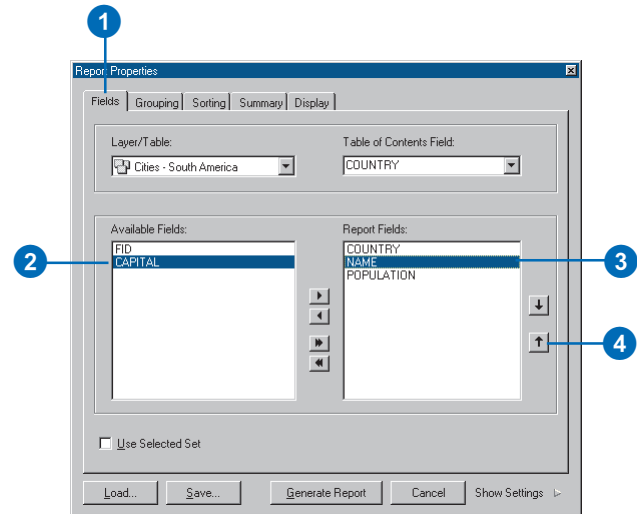 1
Report Properties
Fields Grouping Sorting Summary Display
Layer/Table: Table of Contents Field:
Cities - South America COUNTRY
Available Fields: Report Fields:
FID COUNTRY
2 CAPITAL NAME 3
POPULATION
4
Use Selected Set
Load... Save... Generate Report Cancel Show Settings